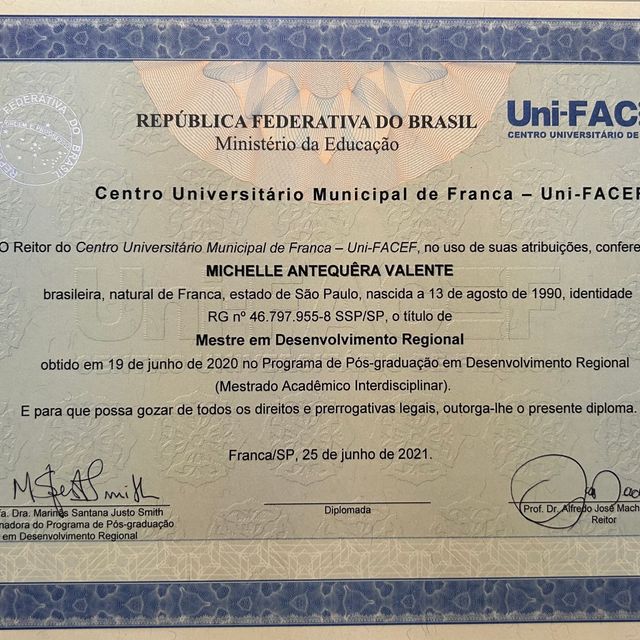 REPÚBLICA FEDERATIVA DO BRASIL
Ministério da Educação
Uni-FACE
CENTRO UNIVERSITÁRIO DE
Centro Universitário Municipal de Franca – Uni-FACEF
O Reitor do Centro Universitário Municipal de Franca – Uni-FACEF, no uso de suas atribuições, confere
MICHELLE ANTEQUÊRA VALENTE
brasileira, natural de Franca, estado de São Paulo, nascida a 13 de agosto de 1990, identidade
RG nº 46.797.955-8 SSP/SP, o título de
Mestre em Desenvolvimento Regional
obtido em 19 de junho de 2020 no Programa de Pós-graduação em Desenvolvimento Regional
(Mestrado Acadêmico Interdisciplinar).
E para que possa gozar de todos os direitos e prerrogativas legais, outorga-lhe o presente diploma.
Franca/SP, 25 de junho de 2021.
fa. Dra. Marinês Santana Justo Smith
nadora do Programa de Pós-graduação
em Desenvolvimento Regional
Diplomada
Prof. Dr. Alfredo José Mach
Reitor